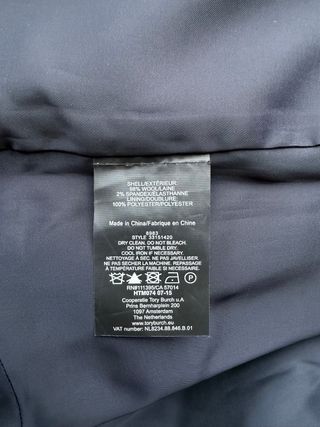 SHELL/EXTÉRIEUR:
98% WOOL/LAINE
2% SPANDEX/ELASTHANNE
LINING/DOUBLURE:
100% POLYESTER/POLYESTER
Made in China/Fabriqué en Chine
8983
STYLE 33151420
DRY CLEAN. DO NOT BLEACH.
DO NOT TUMBLE DRY.
COOL IRON IF NECESSARY.
NETTOYAGE À SEC. NE PAS JAVELLISER.
NE PAS SÉCHER LA MACHINE. REPASSAGE
À TEMPÉRATURE FAIBLE SI NÉCESSAIRE.
P
RN#111395/CA 57014
HTM074 07-15
Cooperatie Tory Burch u.A
Prins Bernhardplein 200
1097 Amsterdam
The Netherlands
www.toryburch.eu
VAT number: NL8234.88.846.B.01